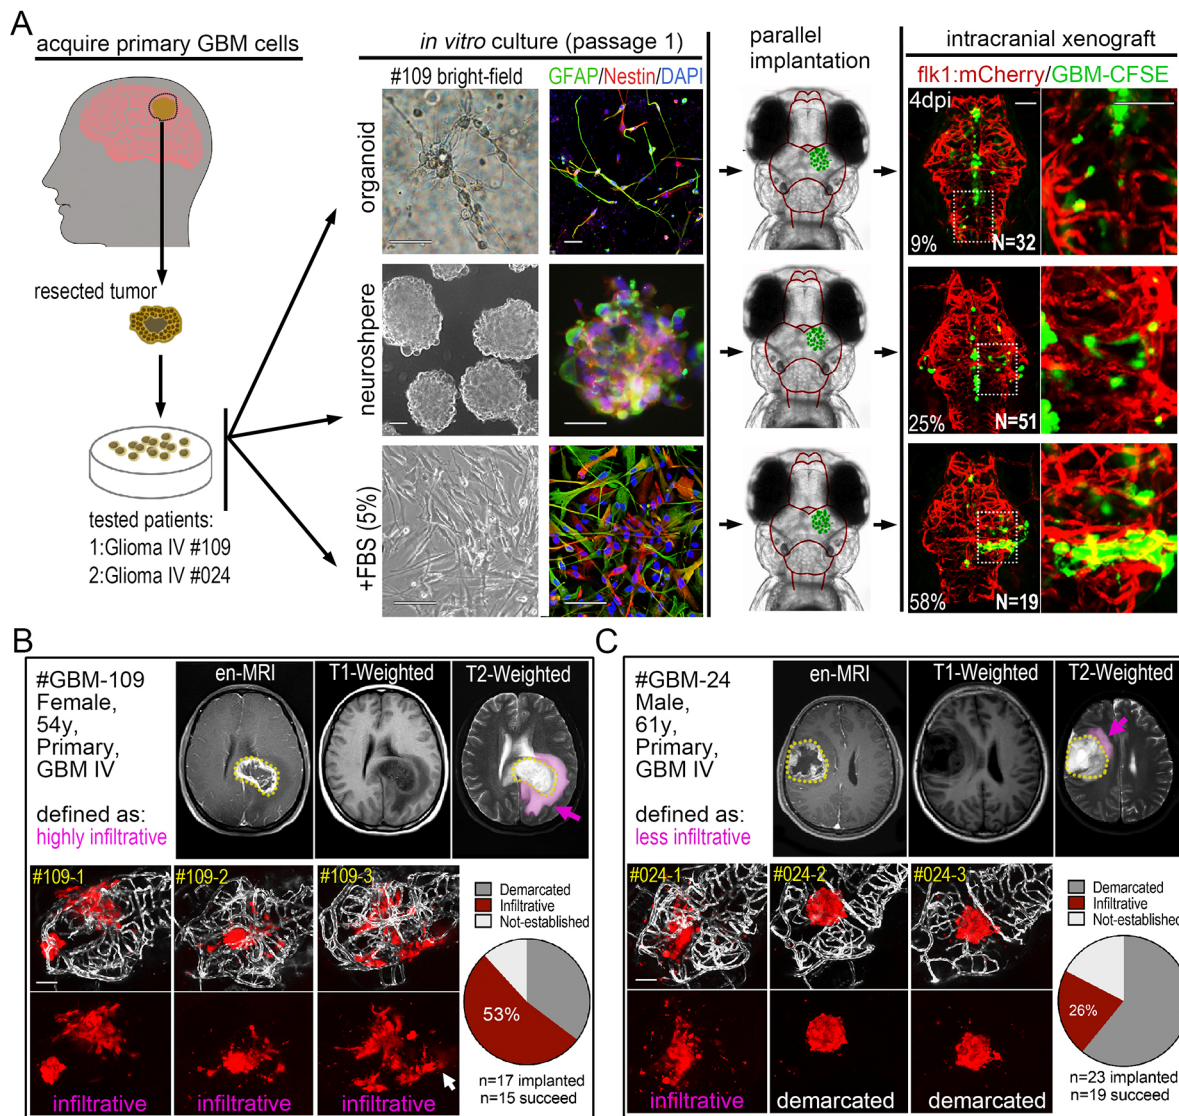 A
acquire primary GBM cells
resected tumor
tested patients:
1:Glioma IV #109
2:Glioma IV #024
in vitro culture (passage 1)
#109 bright-field
GFAP/Nestin/DAPI
organoid
neuroshpere
+FBS (5%)
parallel
implantation
intracranial xenograft
flk1:mCherry/GBM-CFSE
4dpi
9%
N=32
25%
N=51
58%
N=19
B
#GBM-109
Female,
54y,
Primary,
GBM IV
defined as:
highly infiltrative
en-MRI
T1-Weighted
T2-Weighted
#109-1
#109-2
#109-3
infiltrative
infiltrative
infiltrative
Demarcated
Infiltrative
Not-established
53%
n=17 implanted
n=15 succeed
C
#GBM-24
Male,
61y,
Primary,
GBM IV
defined as:
less infiltrative
en-MRI
T1-Weighted
T2-Weighted
#024-1
#024-2
#024-3
infiltrative
demarcated
demarcated
Demarcated
Infiltrative
Not-established
26%
n=23 implanted
n=19 succeed